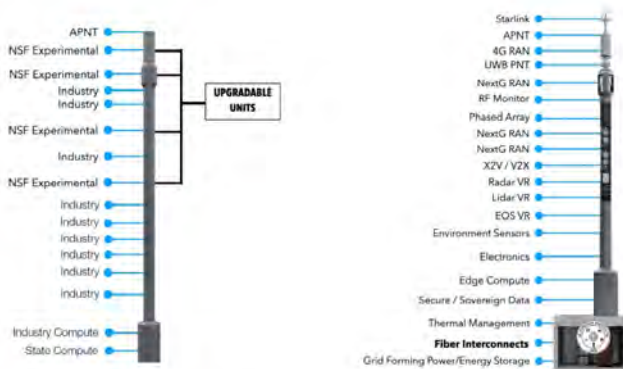 APNT
NSF Experimental
NSF Experimental
Industry
Industry
NSF Experimental
Industry
NSF Experimental
Industry
Industry
Industry
Industry
Industry
Industry
Industry Compute
State Compute
UPGRADABLE
UNITS
Starlink
APNT
4G RAN
UWB PNT
NextG RAN
RF Monitor
Phased Array
NextG RAN
NextG RAN
X2V / V2X
Radar VR
Lidar VR
EOS VR
Environment Sensors
Electronics
Edge Compute
Secure / Sovereign Data
Thermal Management
Fiber Interconnects
Grid Forming Power/Energy Storage